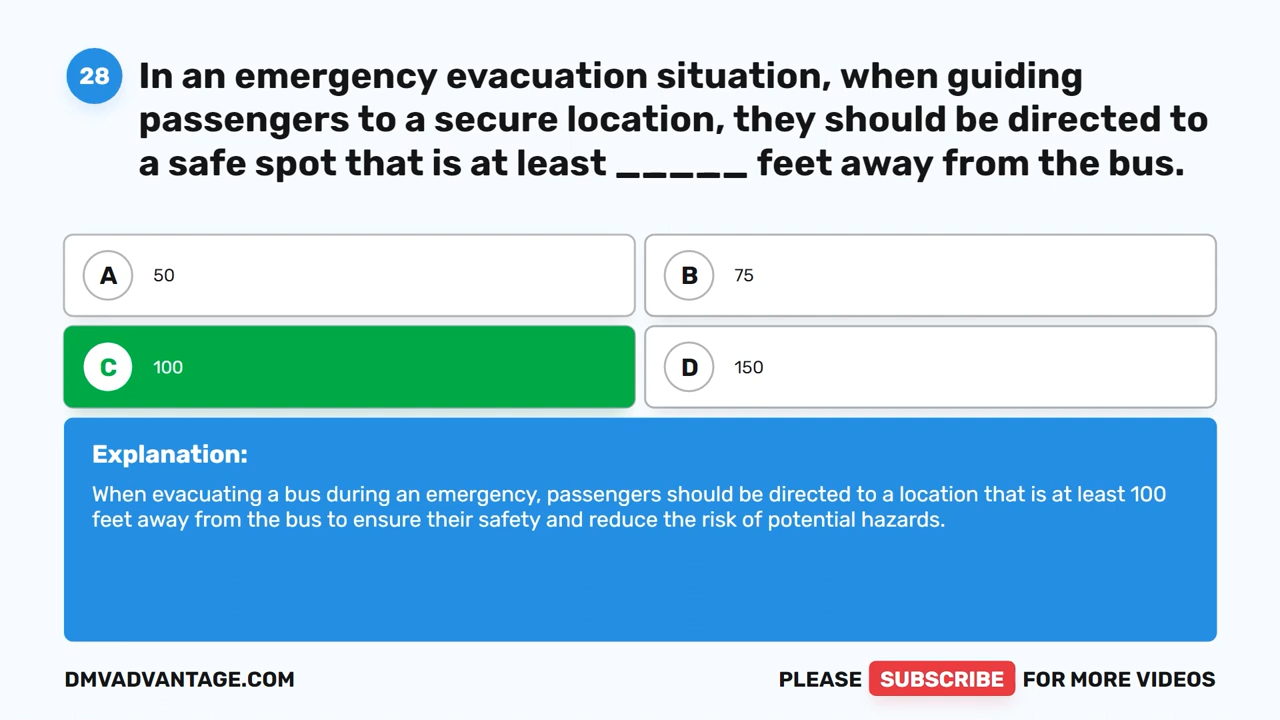 28 In an emergency evacuation situation, when guiding
passengers to a secure location, they should be directed to
a safe spot that is at least _____ feet away from the bus.
A 50
B 75
C 100
D 150
Explanation:
When evacuating a bus during an emergency, passengers should be directed to a location that is at least 100
feet away from the bus to ensure their safety and reduce the risk of potential hazards.
DMVADVANTAGE.COM
PLEASE SUBSCRIBE FOR MORE VIDEOS